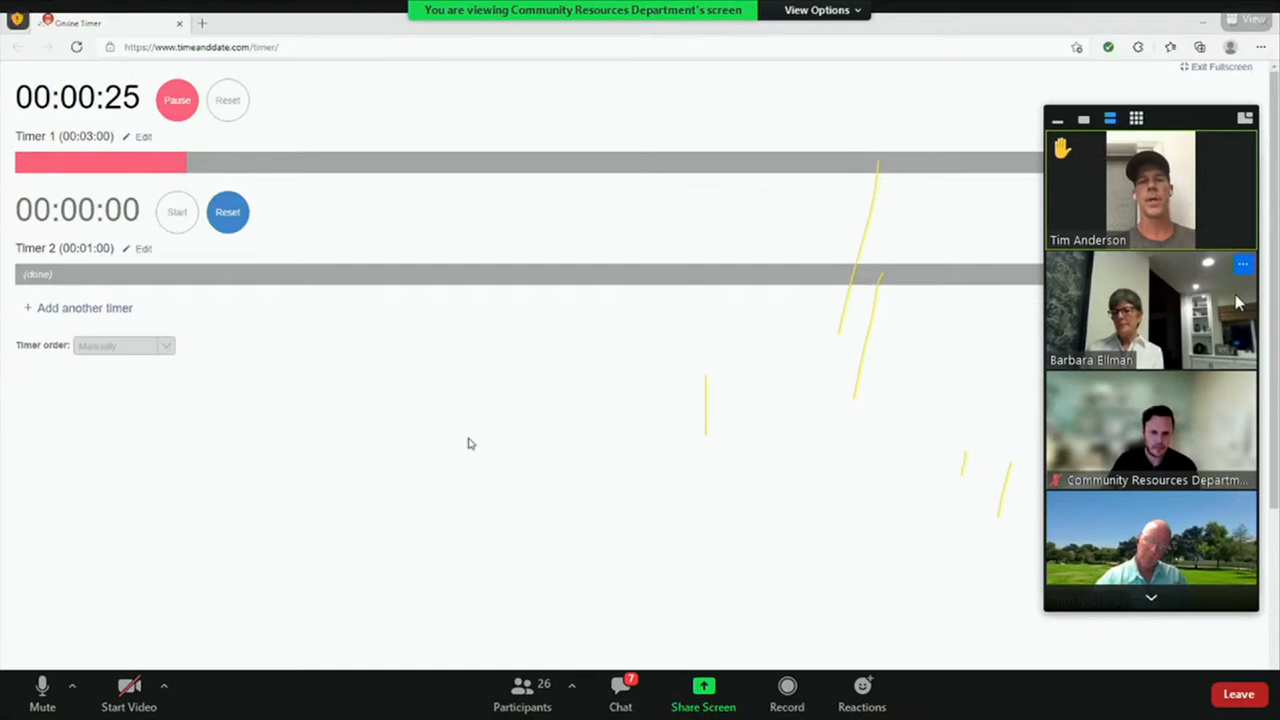 You are viewing Community Resources Department's screen
View Options
View
Online Timer
https://www.timeanddate.com/timer/
Exit Fullscreen
00:00:25
Pause
Reset
Timer 1 (00:03:00)
Edit
00:00:00
Start
Reset
Timer 2 (00:01:00)
Edit
(done)
+ Add another timer
Timer order:
Manually
Tim Anderson
Barbara Ellman
Community Resources Departm...
Mute
Start Video
Participants
26
Chat
7
Share Screen
Record
Reactions
Leave